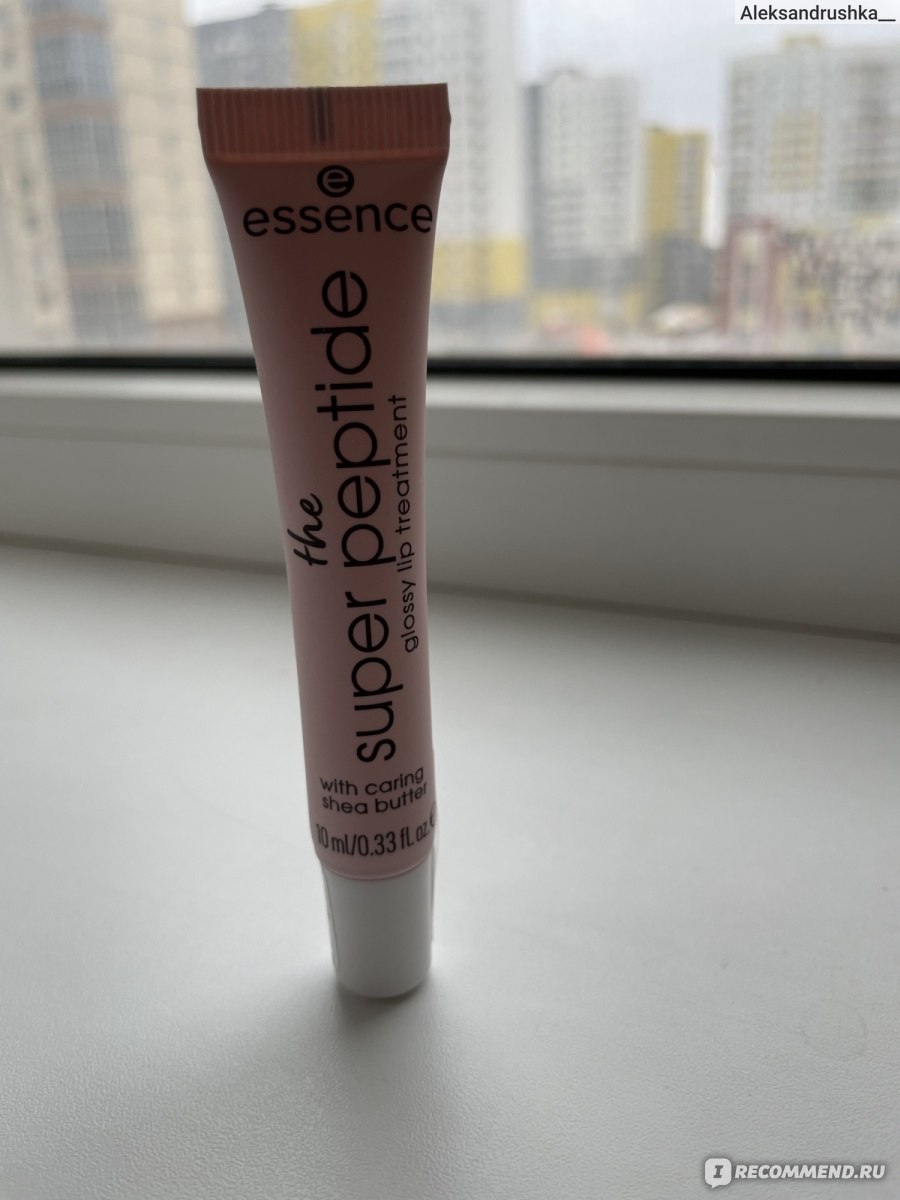 Aleksandrushka__
essence
the
super peptide
glossy lip treatment
with caring
shea butter
10 ml/0.33 fl.oz.
IRECOMMEND.RU